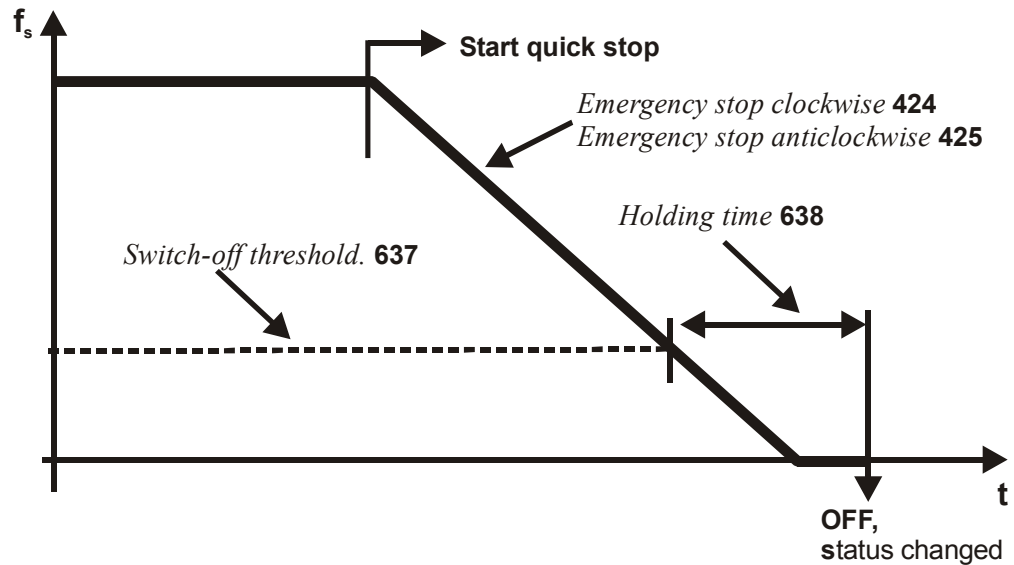 fs
Start quick stop
Emergency stop clockwise 424
Emergency stop anticlockwise 425
Holding time 638
Switch-off threshold. 637
t
OFF,
status changed